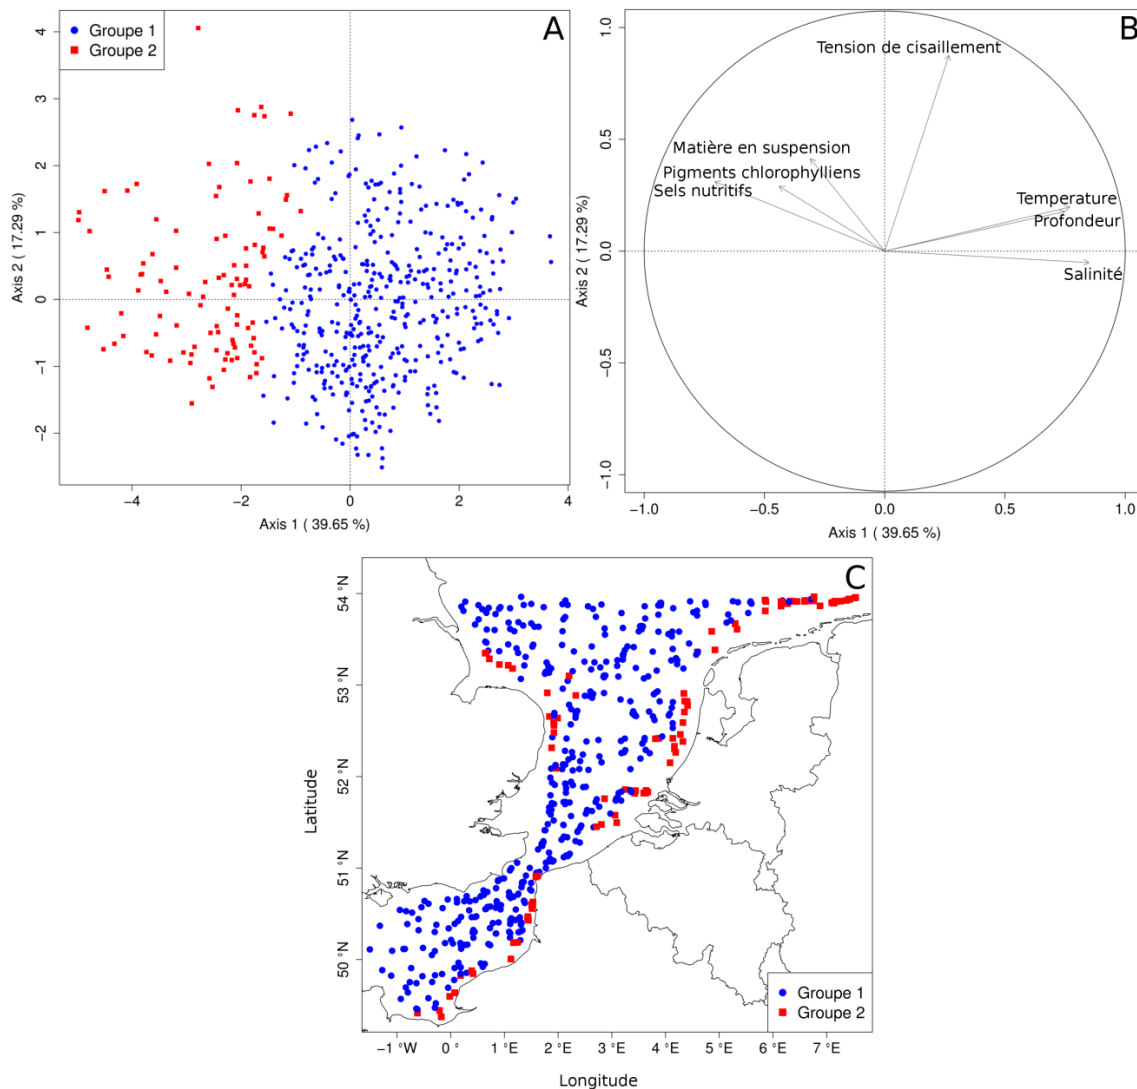 A
Groupe 1
Groupe 2
4
3
2
1
0
-1
-2
Axis 2 ( 17.29 %)
-4
-2
0
2
4
Axis 1 ( 39.65 %)
B
1.0
0.5
0.0
-0.5
-1.0
Axis 2 ( 17.29 %)
Tension de cisaillement
Matière en suspension
Pigments chlorophylliens
Sels nutritifs
Temperature
Profondeur
Salinité
-1.0
-0.5
0.0
0.5
1.0
Axis 1 ( 39.65 %)
C
54 °N
53 °N
52 °N
51 °N
50 °N
Latitude
Groupe 1
Groupe 2
-1 °W
0 °
1 °E
2 °E
3 °E
4 °E
5 °E
6 °E
7 °E
Longitude